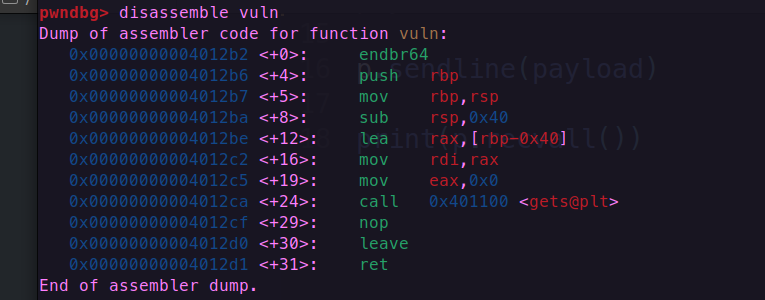 pwndbg> disassemble vuln
Dump of assembler code for function vuln:
0x00000000004012b2 <+0>: endbr64
0x00000000004012b6 <+4>: push rbp
0x00000000004012b7 <+5>: mov rbp,rsp
0x00000000004012ba <+8>: sub rsp,0x40
0x00000000004012be <+12>: lea rax,[rbp-0x40]
0x00000000004012c2 <+16>: mov rdi,rax
0x00000000004012c5 <+19>: mov eax,0x0
0x00000000004012ca <+24>: call 0x401100 <gets@plt>
0x00000000004012cf <+29>: nop
0x00000000004012d0 <+30>: leave
0x00000000004012d1 <+31>: ret
End of assembler dump.
sendline(payload)